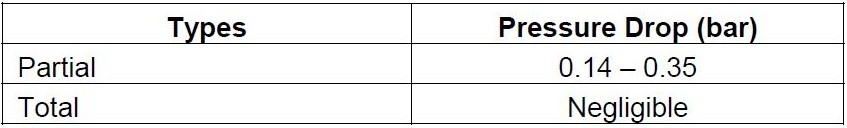 Types Pressure Drop (bar)
Partial 0.14 – 0.35
Total Negligible